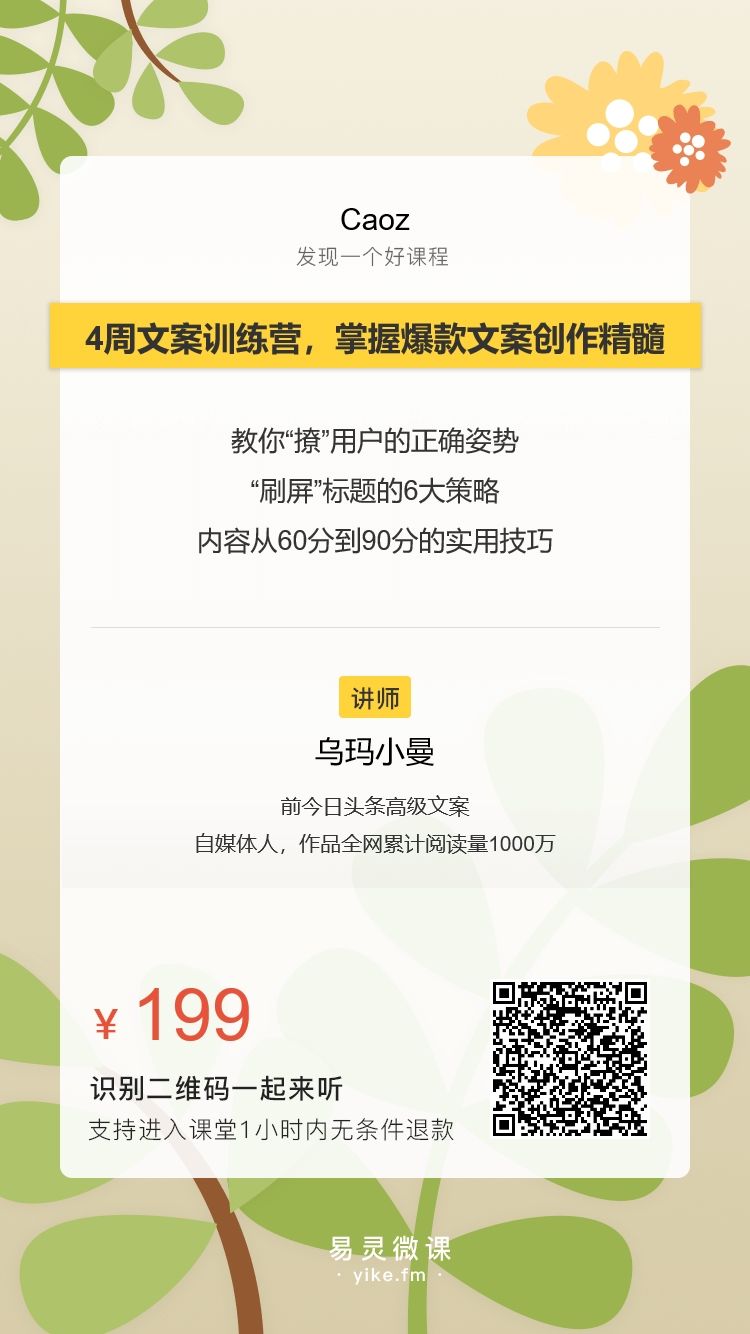 Caoz
发现一个好课程
4周文案训练营，掌握爆款文案创作精髓
教你“撩”用户的正确姿势
“刷屏”标题的6大策略
内容从60分到90分的实用技巧
讲师
乌玛小曼
前今日头条高级文案
自媒体人，作品全网累计阅读量1000万
¥ 199
识别二维码一起来听
支持进入课堂1小时内无条件退款
易灵微课
· yike.fm ·